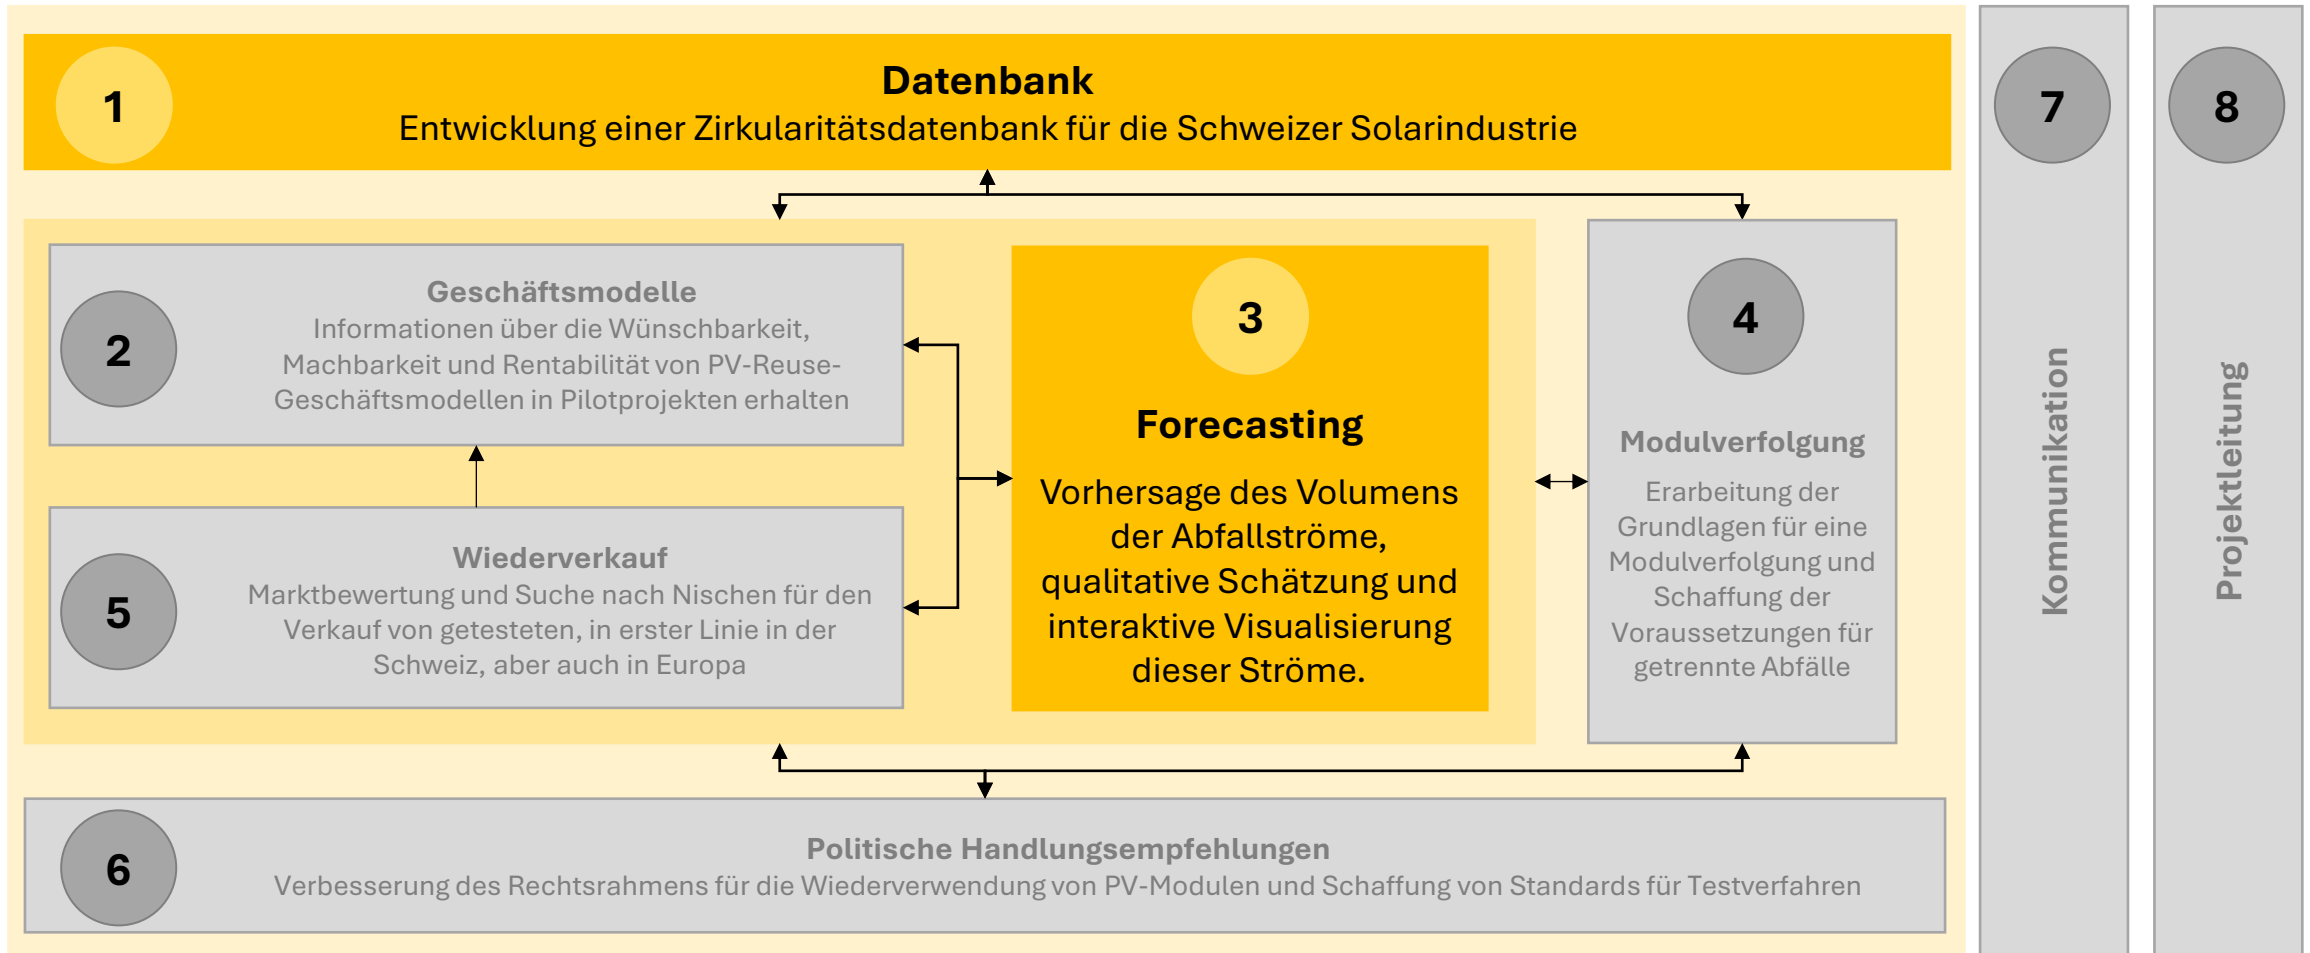 1
Datenbank
Entwicklung einer Zirkularitätsdatenbank für die Schweizer Solarindustrie
2
Geschäftsmodelle
Informationen über die Wünschbarkeit,
Machbarkeit und Rentabilität von PV-Reuse-
Geschäftsmodellen in Pilotprojekten erhalten
5
Wiederverkauf
Marktbewertung und Suche nach Nischen für den
Verkauf von getesteten, in erster Linie in der
Schweiz, aber auch in Europa
3
Forecasting
Vorhersage des Volumens
der Abfallströme,
qualitative Schätzung und
interaktive Visualisierung
dieser Ströme.
4
Modulverfolgung
Erarbeitung der
Grundlagen für eine
Modulverfolgung und
Schaffung der
Voraussetzungen für
getrennte Abfälle
6
Politische Handlungsempfehlungen
Verbesserung des Rechtsrahmens für die Wiederverwendung von PV-Modulen und Schaffung von Standards für Testverfahren
7
Kommunikation
8
Projektleitung